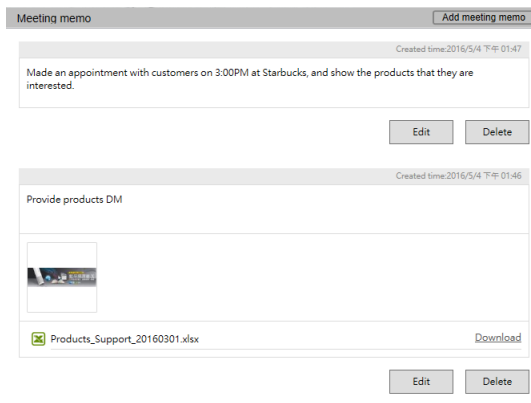 Meeting memo
Add meeting memo
Created time:2016/5/4 下午 01:47
Made an appointment with customers on 3:00PM at Starbucks, and show the products that they are
interested.
Edit
Delete
Created time:2016/5/4 下午 01:46
Provide products DM
Products_Support_20160301.xlsx
Download
Edit
Delete